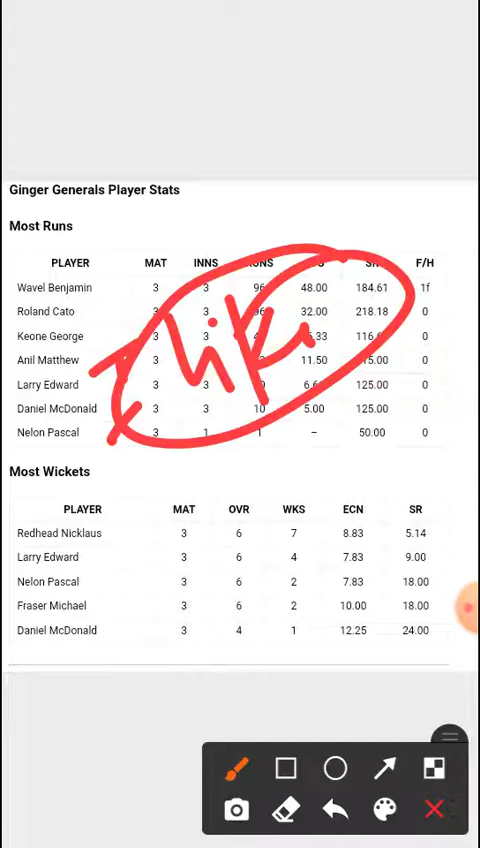 Ginger Generals Player Stats
Most Runs
PLAYER MAT INNS F/H
Wavel Benjamin 3 3 96 48.00 184.61 1f
Roland Cato 3 3 96 32.00 218.18 0
Keone George 3 3 0
Anil Matthew 3 3 11.50 0
Larry Edward 3 3 125.00 0
Daniel McDonald 3 3 10 5.00 125.00 0
Nelon Pascal 3 1 1 – 50.00 0
like
Most Wickets
PLAYER MAT OVR WKS ECN SR
Redhead Nicklaus 3 6 7 8.83 5.14
Larry Edward 3 6 4 7.83 9.00
Nelon Pascal 3 6 2 7.83 18.00
Fraser Michael 3 6 2 10.00 18.00
Daniel McDonald 3 4 1 12.25 24.00